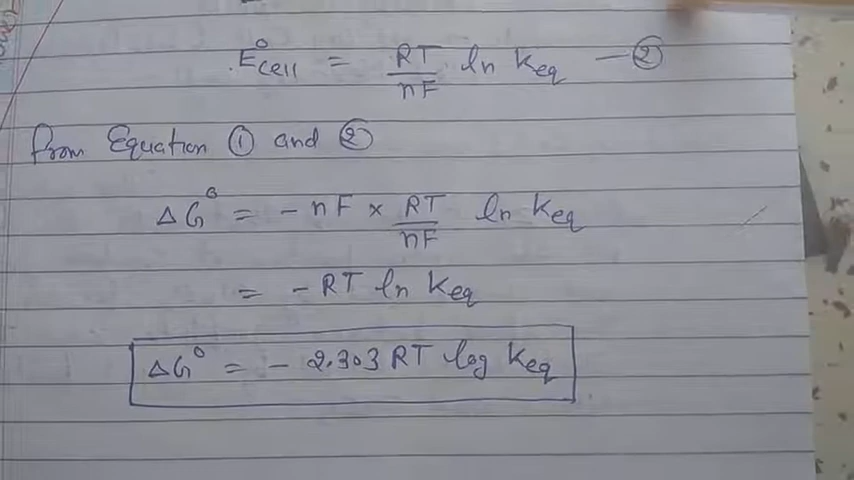 E°cell = RT/nF ln Keq — ②
from Equation ① and ②
ΔG° = - nF × RT/nF ln Keq
= - RT ln Keq
ΔG° = - 2.303 RT log Keq